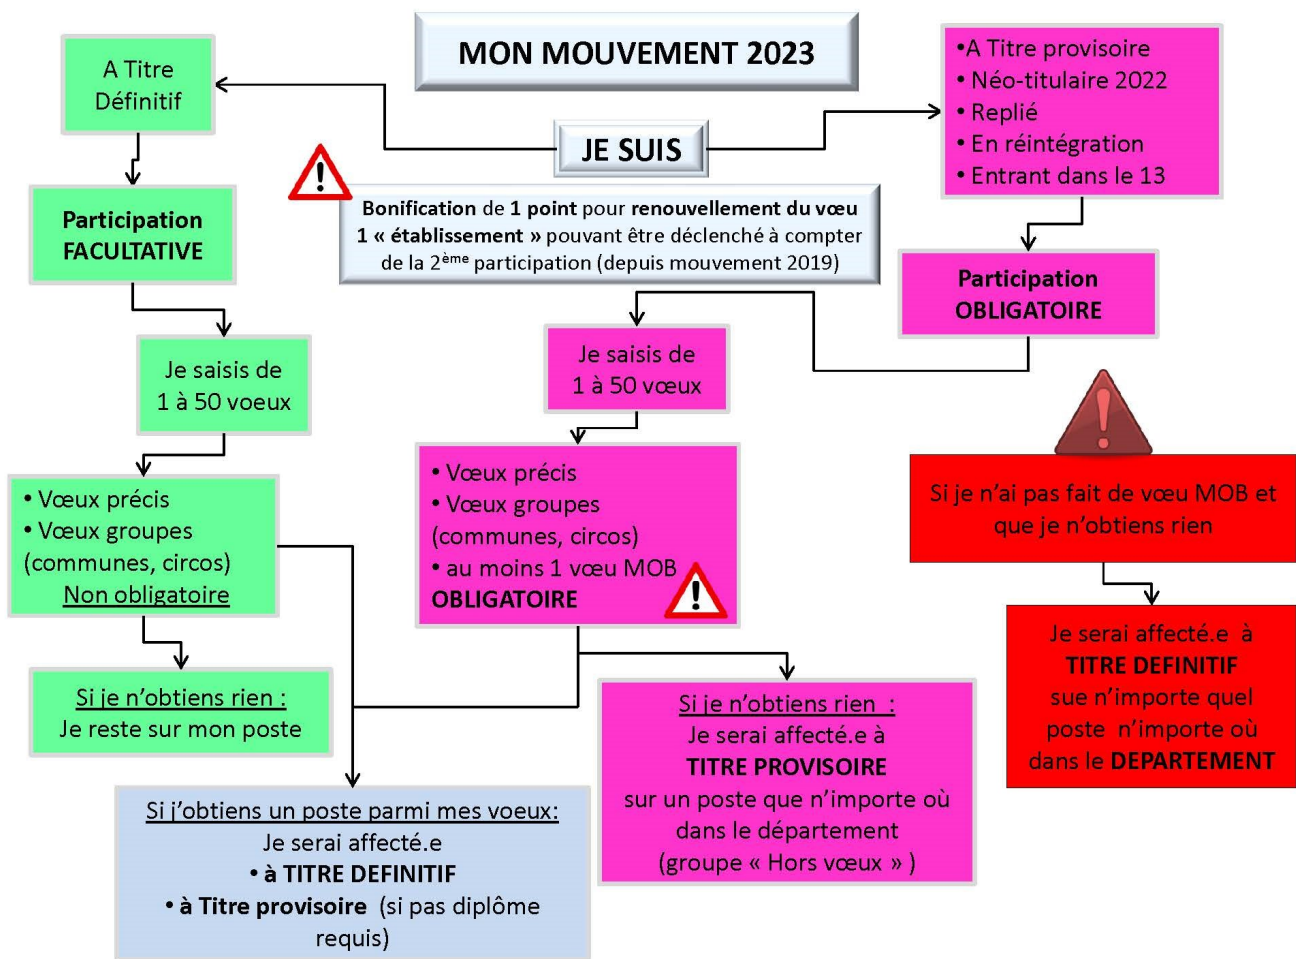 MON MOUVEMENT 2023
JE SUIS
Bonification de 1 point pour renouvellement du vœu
1 « établissement » pouvant être déclenché à compter
de la 2ème participation (depuis mouvement 2019)
A Titre
Définitif
Participation
FACULTATIVE
Je saisis de
1 à 50 voeux
• Vœux précis
• Vœux groupes
(communes, circos)
Non obligatoire
Si je n'obtiens rien :
Je reste sur mon poste
•A Titre provisoire
• Néo-titulaire 2022
• Replié
• En réintégration
• Entrant dans le 13
Participation
OBLIGATOIRE
Je saisis de
1 à 50 vœux
• Vœux précis
• Vœux groupes
(communes, circos)
• au moins 1 vœu MOB
OBLIGATOIRE
Si j'obtiens un poste parmi mes voeux:
Je serai affecté.e
• à TITRE DEFINITIF
• à Titre provisoire (si pas diplôme
requis)
Si je n'obtiens rien :
Je serai affecté.e à
TITRE PROVISOIRE
sur un poste que n'importe où
dans le département
(groupe « Hors vœux » )
Si je n'ai pas fait de vœu MOB et
que je n'obtiens rien
Je serai affecté.e à
TITRE DEFINITIF
sue n'importe quel
poste n'importe où
dans le DEPARTEMENT